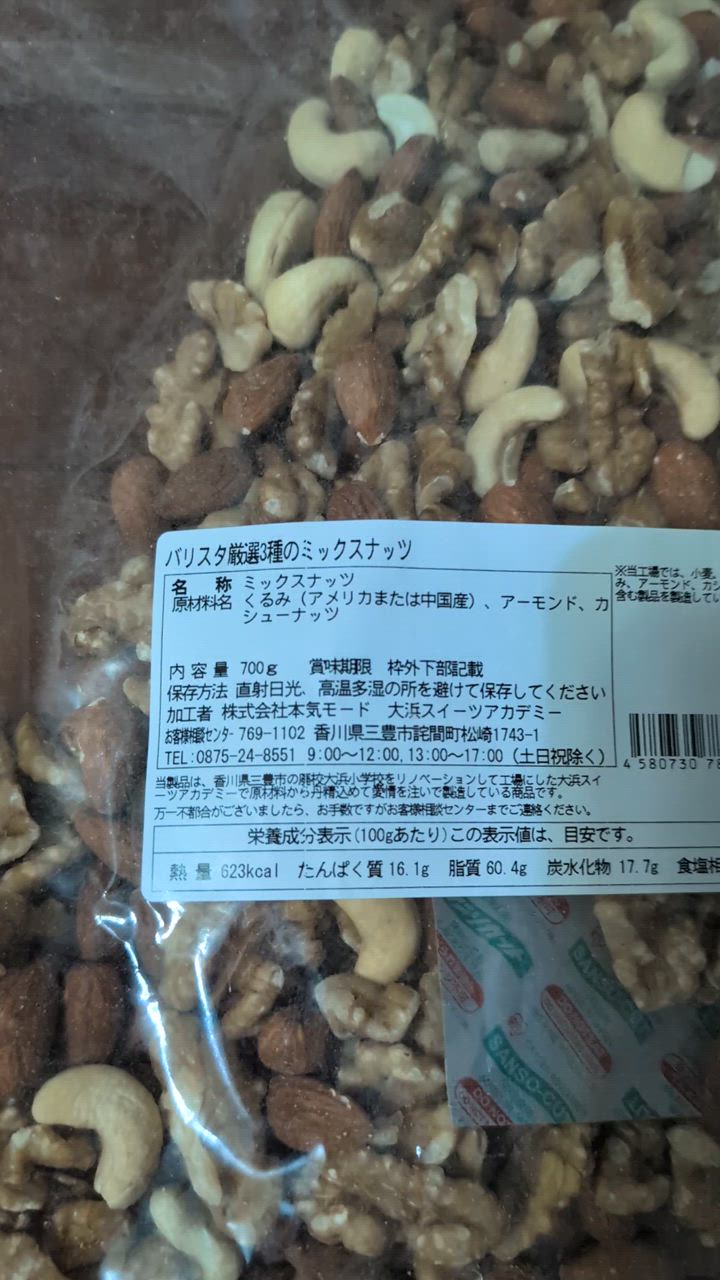 バリスタ厳選3種のミックスナッツ
名 称 ミックスナッツ
原材料名 くるみ（アメリカまたは中国産）、アーモンド、カ
シューナッツ
内容量 700g 賞味期限 枠外下部記載
保存方法 直射日光、高温多湿の所を避けて保存してください
加工者 株式会社本気モード 大浜スイーツアカデミー
お客様相談センター 769-1102 香川県三豊市詫間町松崎1743-1
TEL:0875-24-8551 9:00〜12:00,13:00〜17:00（土日祝除く）
※当工場では、小麦、
み、アーモンド、カシ
含む製品を製造してい
4 580730 78
当製品は、香川県三豊市の廃校大浜小学校をリノベーションして工場にした大浜スイ
ーツアカデミーで原材料から丹精込めて愛情を注いで製造している商品です。
万一不都合がございましたら、お手数ですがお客様相談センターまでご連絡ください。
栄養成分表示(100gあたり)この表示値は、目安です。
熱 量 623kcal たんぱく質 16.1g 脂質 60.4g 炭水化物 17.7g 食塩相
SANSO-CUT
SANSO-CUT